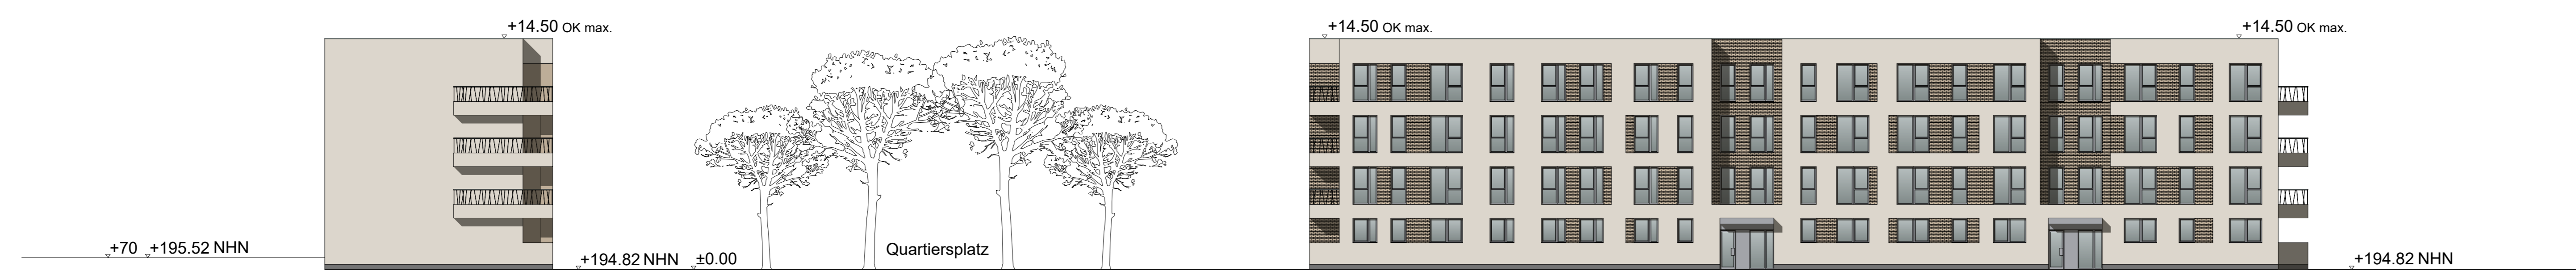 +14.50 OK max.
+14.50 OK max.
+14.50 OK max.
+70 +195.52 NHN
+194.82 NHN ±0.00
Quartiersplatz
+194.82 NHN